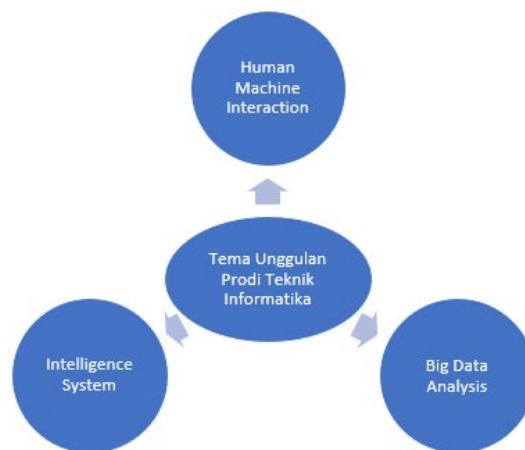 Human
Machine
Interaction
Tema Unggulan
Prodi Teknik
Informatika
Intelligence
System
Big Data
Analysis